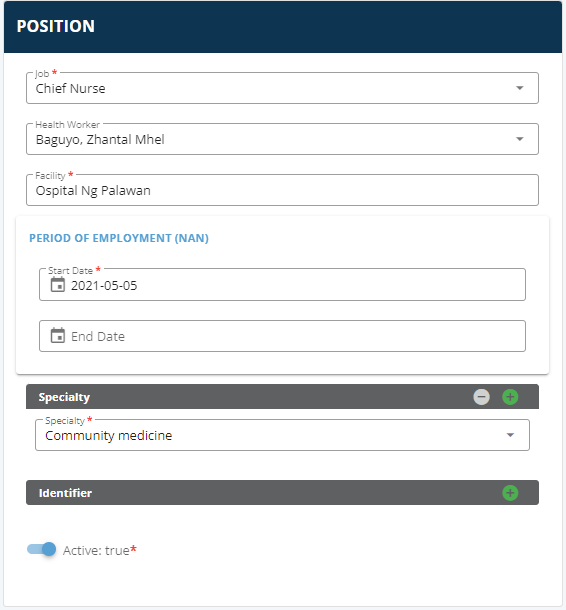 POSITION
Job *
Chief Nurse
Health Worker
Baguyo, Zhantal Mhel
Facility *
Ospital Ng Palawan
PERIOD OF EMPLOYMENT (NAN)
Start Date *
2021-05-05
End Date
Specialty
Specialty *
Community medicine
Identifier
Active: true*